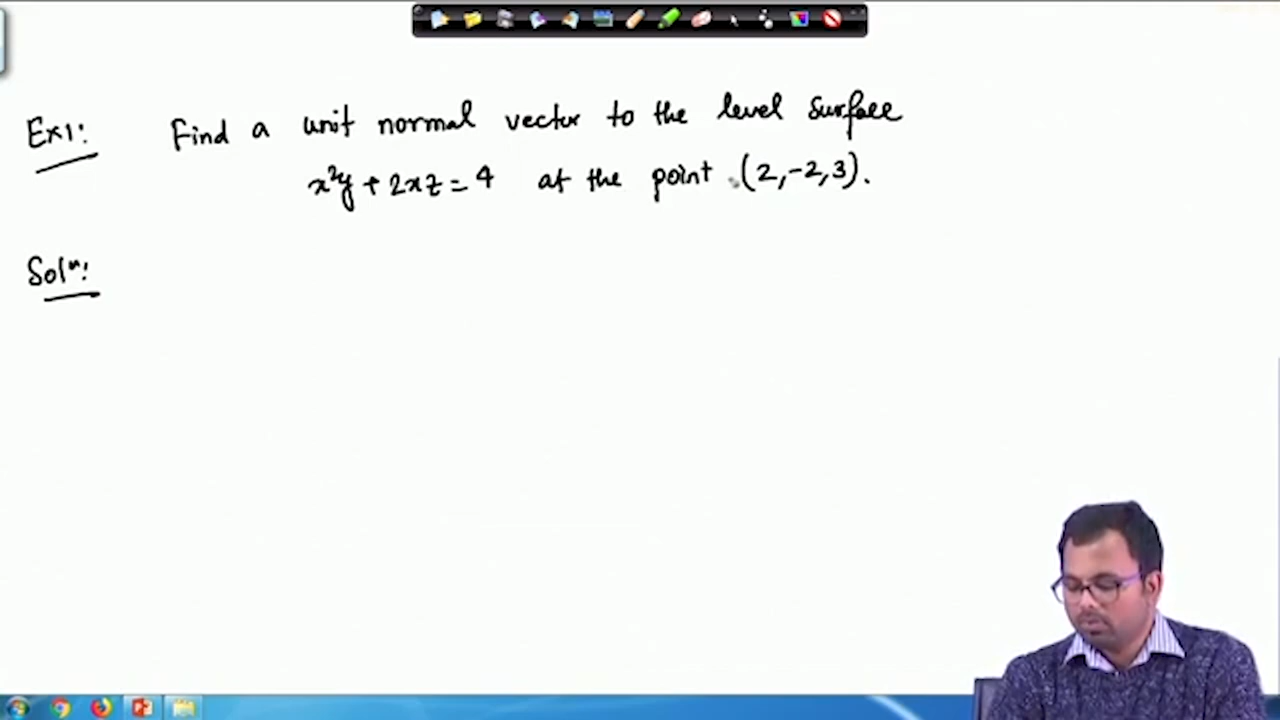 Ex1: Find a unit normal vector to the level surface
x²y + 2xz = 4 at the point (2,-2,3).
Solⁿ: